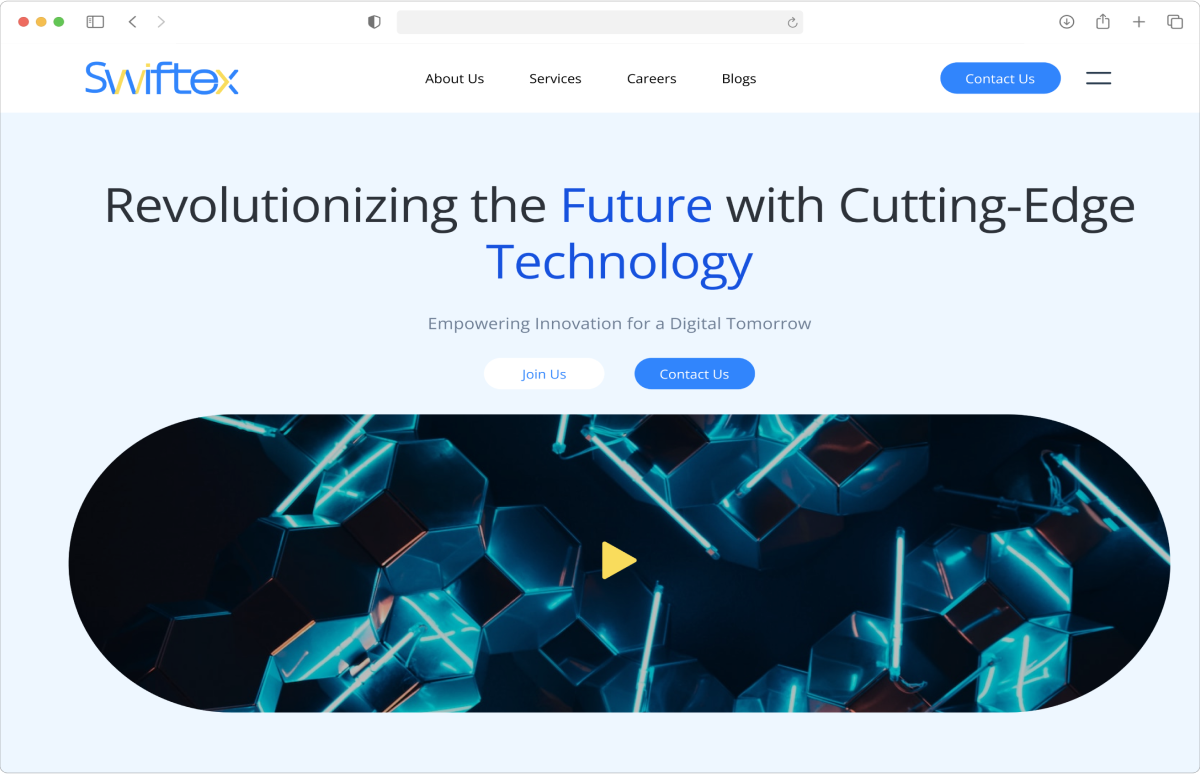 Swiftex
About Us Services Careers Blogs Contact Us
Revolutionizing the Future with Cutting-Edge
Technology
Empowering Innovation for a Digital Tomorrow
Join Us Contact Us